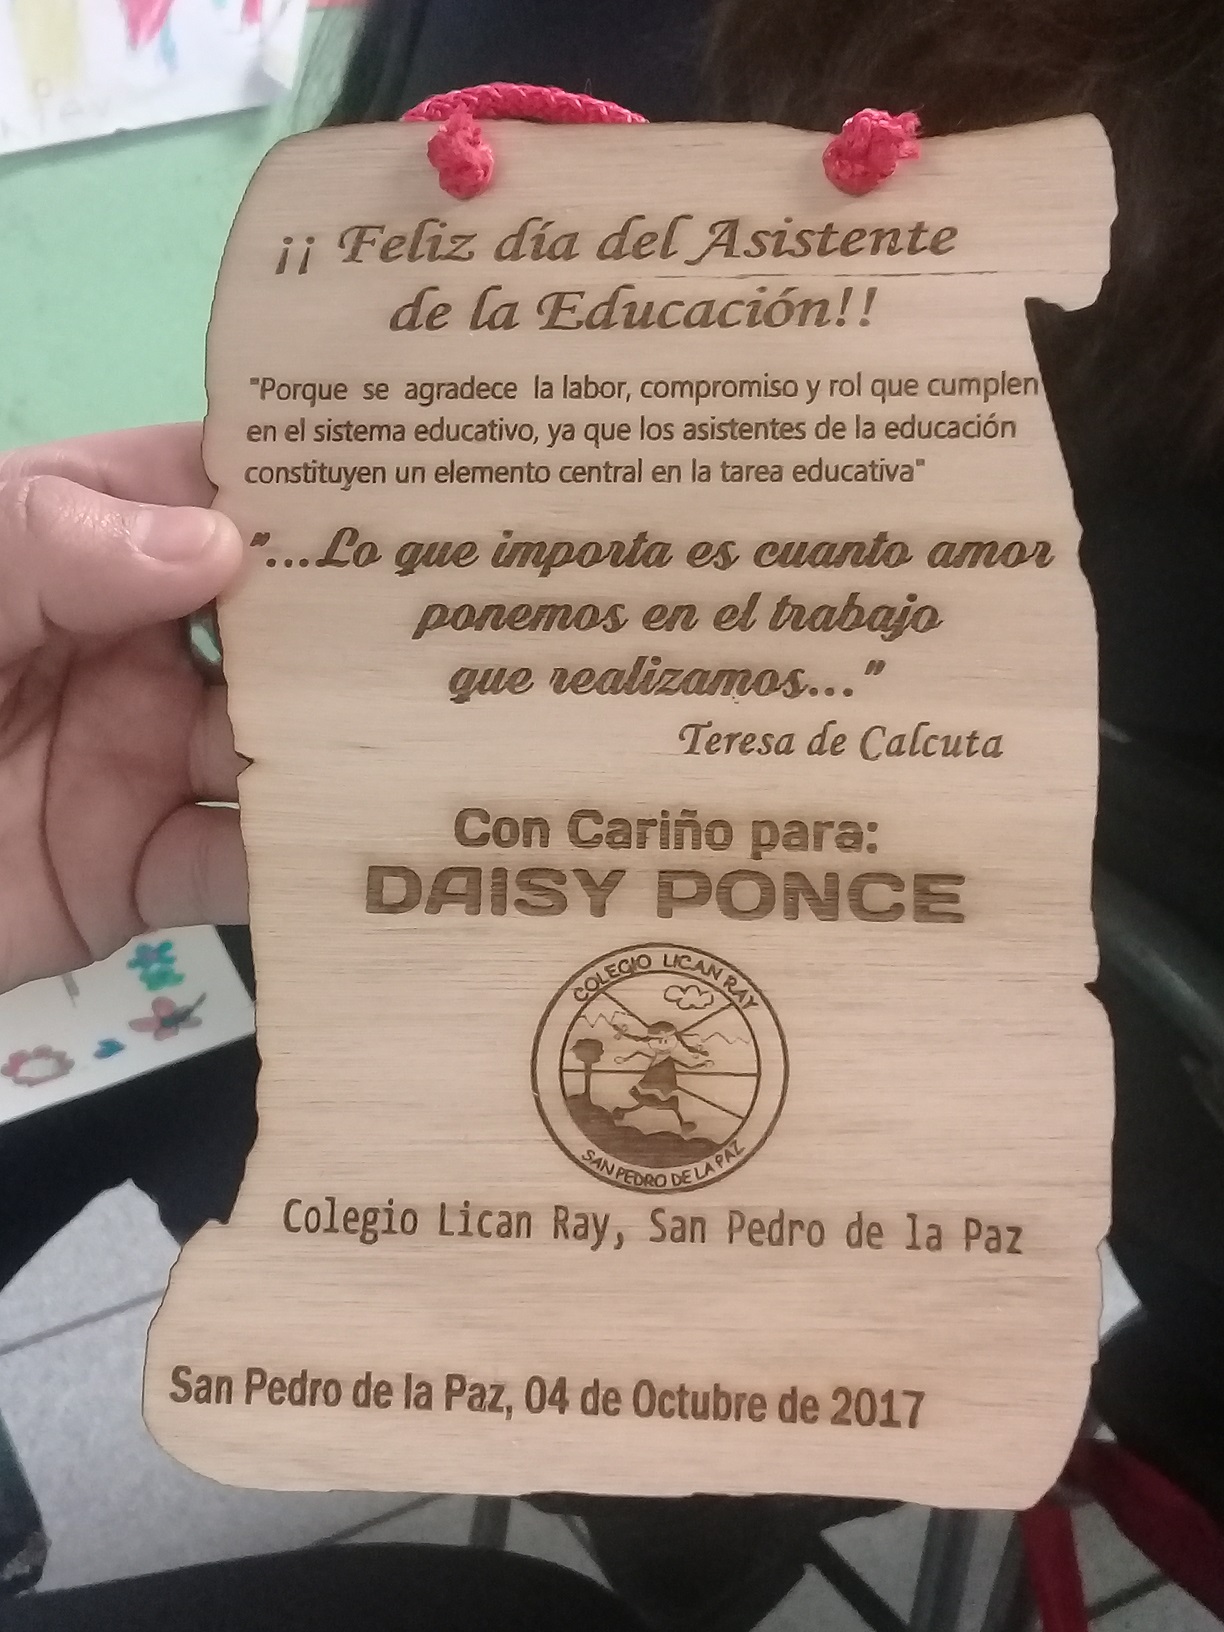 ¡¡ Feliz día del Asistente
de la Educación!!
"Porque se agradece la labor, compromiso y rol que cumplen
en el sistema educativo, ya que los asistentes de la educación
constituyen un elemento central en la tarea educativa"
"...Lo que importa es cuanto amor
ponemos en el trabajo
que realizamos..."
Teresa de Calcuta
Con Cariño para:
DAISY PONCE
COLEGIO LICAN RAY
SAN PEDRO DE LA PAZ
Colegio Lican Ray, San Pedro de la Paz
San Pedro de la Paz, 04 de Octubre de 2017